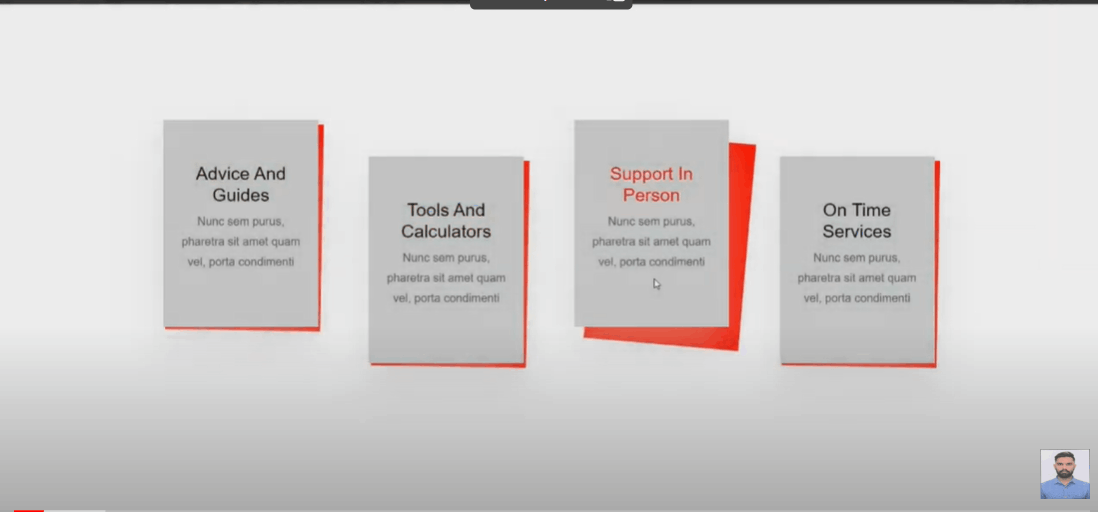 Advice And
Guides
Nunc sem purus,
pharetra sit amet quam
vel, porta condimenti
Tools And
Calculators
Nunc sem purus,
pharetra sit amet quam
vel, porta condimenti
Support In
Person
Nunc sem purus,
pharetra sit amet quam
vel, porta condimenti
On Time
Services
Nunc sem purus,
pharetra sit amet quam
vel, porta condimenti